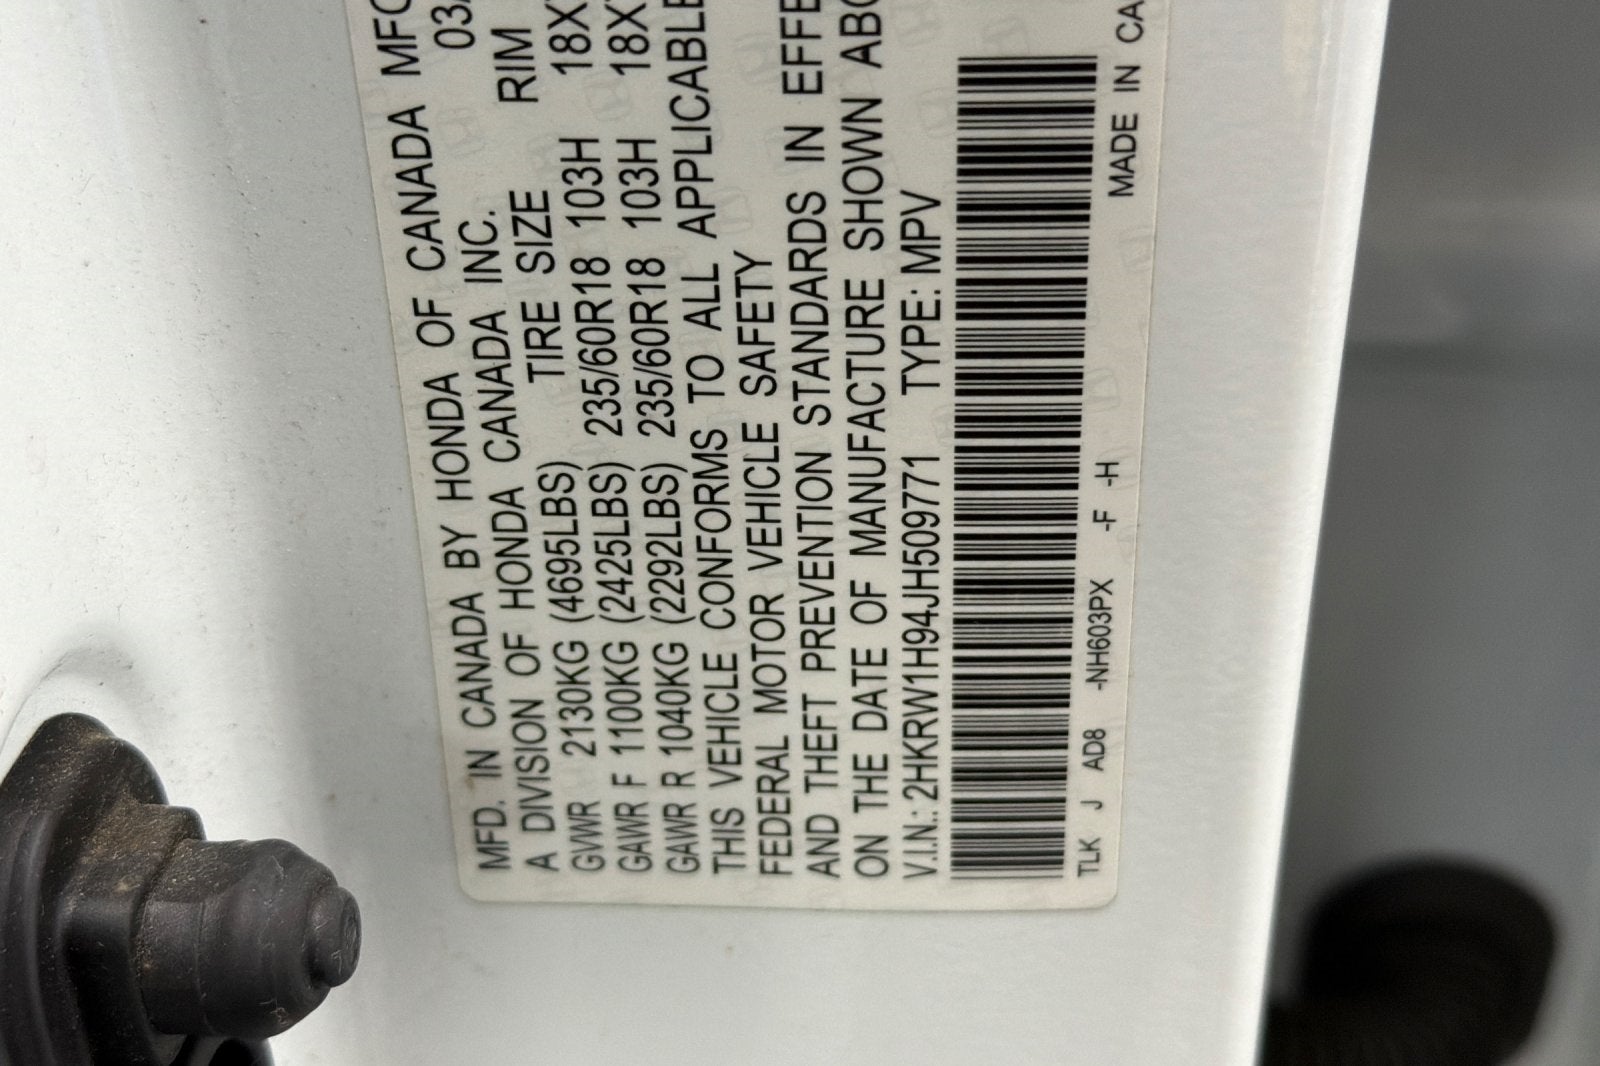 MFD. IN CANADA BY HONDA OF CANADA MFG
A DIVISION OF HONDA CANADA INC. 03/
GVWR 2130KG (4695LBS) TIRE SIZE RIM
GAWR F 1100KG (2425LBS) 235/60R18 103H 18X
GAWR R 1040KG (2292LBS) 235/60R18 103H 18X
THIS VEHICLE CONFORMS TO ALL APPLICABLE
FEDERAL MOTOR VEHICLE SAFETY
AND THEFT PREVENTION STANDARDS IN EFFE
ON THE DATE OF MANUFACTURE SHOWN ABO
V.I.N.: 2HKRW1H94JH509771 TYPE: MPV
TLK J AD8 -NH603PX -F -H MADE IN CA